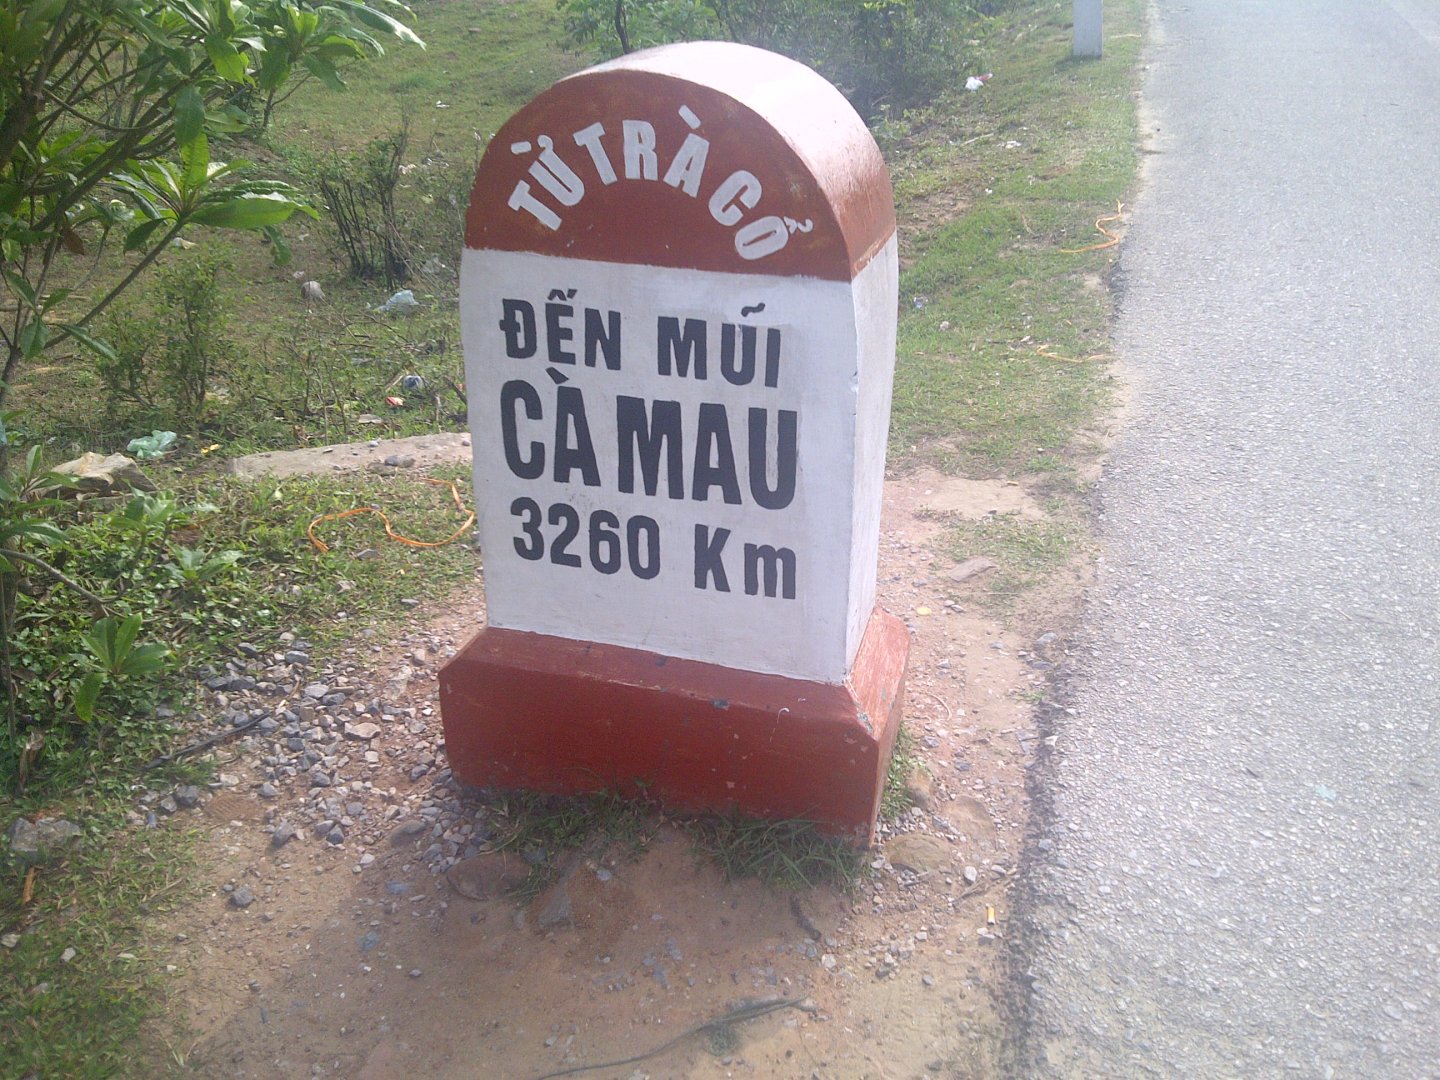 TỪ TRÀ CỔ
ĐẾN MŨI
CÀ MAU
3260 Km